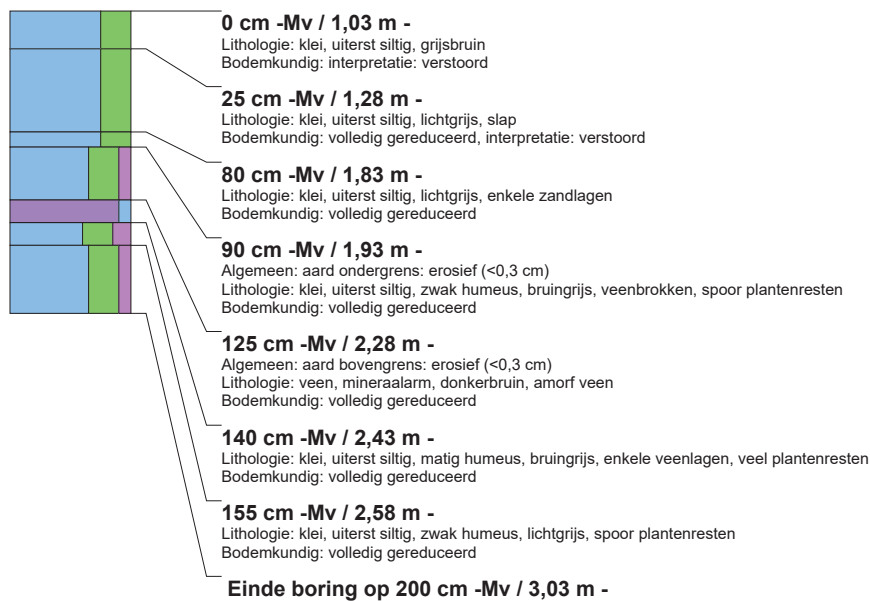 0 cm -Mv / 1,03 m -
Lithologie: klei, uiterst siltig, grijsbruin
Bodemkundig: interpretatie: verstoord
25 cm -Mv / 1,28 m -
Lithologie: klei, uiterst siltig, lichtgrijs, slap
Bodemkundig: volledig gereduceerd, interpretatie: verstoord
80 cm -Mv / 1,83 m -
Lithologie: klei, uiterst siltig, lichtgrijs, enkele zandlagen
Bodemkundig: volledig gereduceerd
90 cm -Mv / 1,93 m -
Algemeen: aard ondergrens: erosief (<0,3 cm)
Lithologie: klei, uiterst siltig, zwak humeus, bruingrijs, veenbrokken, spoor plantenresten
Bodemkundig: volledig gereduceerd
125 cm -Mv / 2,28 m -
Algemeen: aard bovengrens: erosief (<0,3 cm)
Lithologie: veen, mineraalarm, donkerbruin, amorf veen
Bodemkundig: volledig gereduceerd
140 cm -Mv / 2,43 m -
Lithologie: klei, uiterst siltig, matig humeus, bruingrijs, enkele veenlagen, veel plantenresten
Bodemkundig: volledig gereduceerd
155 cm -Mv / 2,58 m -
Lithologie: klei, uiterst siltig, zwak humeus, lichtgrijs, spoor plantenresten
Bodemkundig: volledig gereduceerd
Einde boring op 200 cm -Mv / 3,03 m -